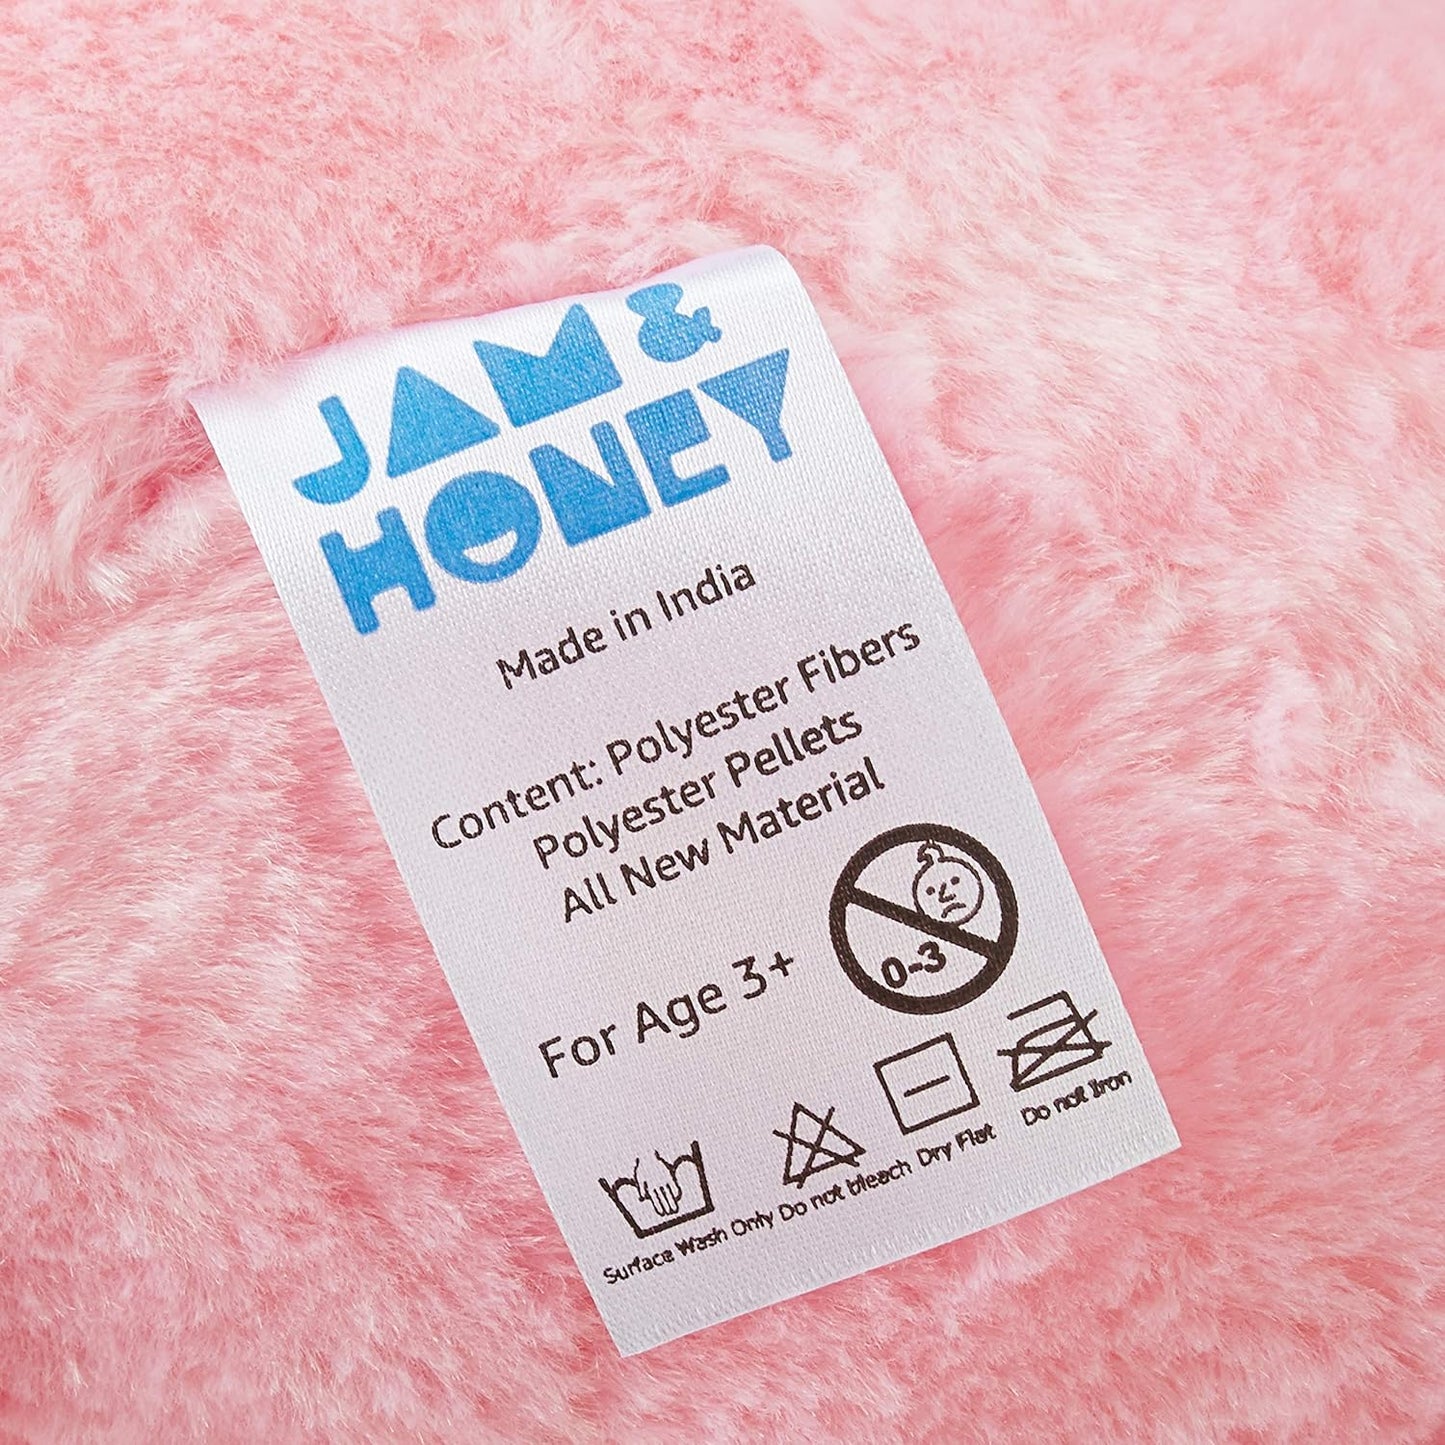 JAM &
HONEY
Made in India
Content: Polyester Fibers
Polyester Pellets
All New Material
For Age 3+
0-3
Surface Wash Only Do not bleach Dry Flat Do not Iron